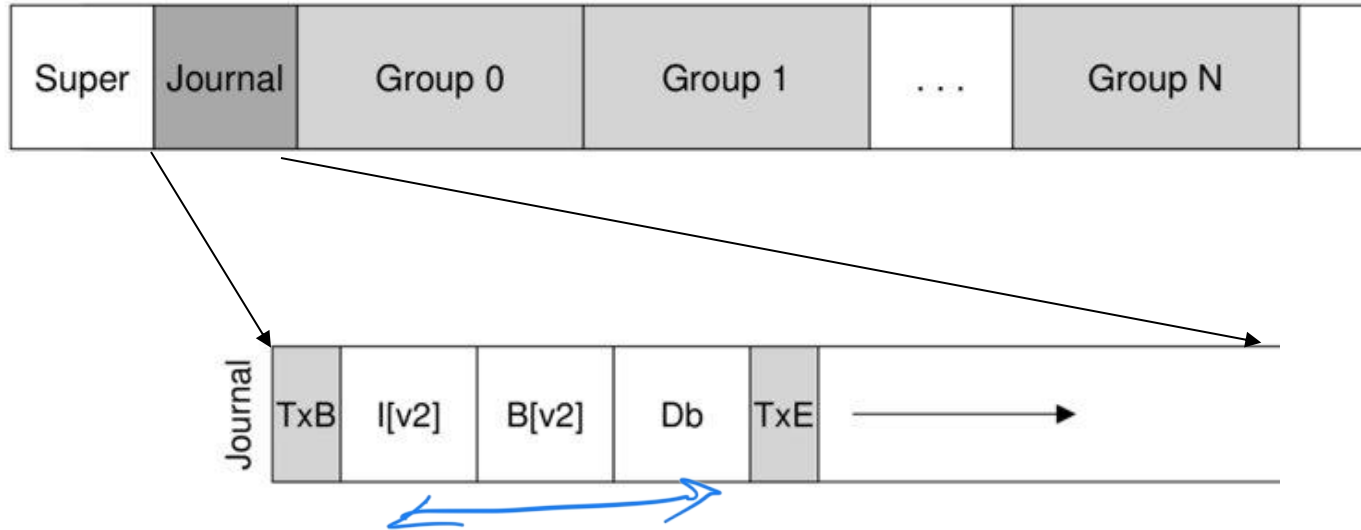 Super Journal Group 0 Group 1 . . . Group N
Journal
TxB I[v2] B[v2] Db TxE